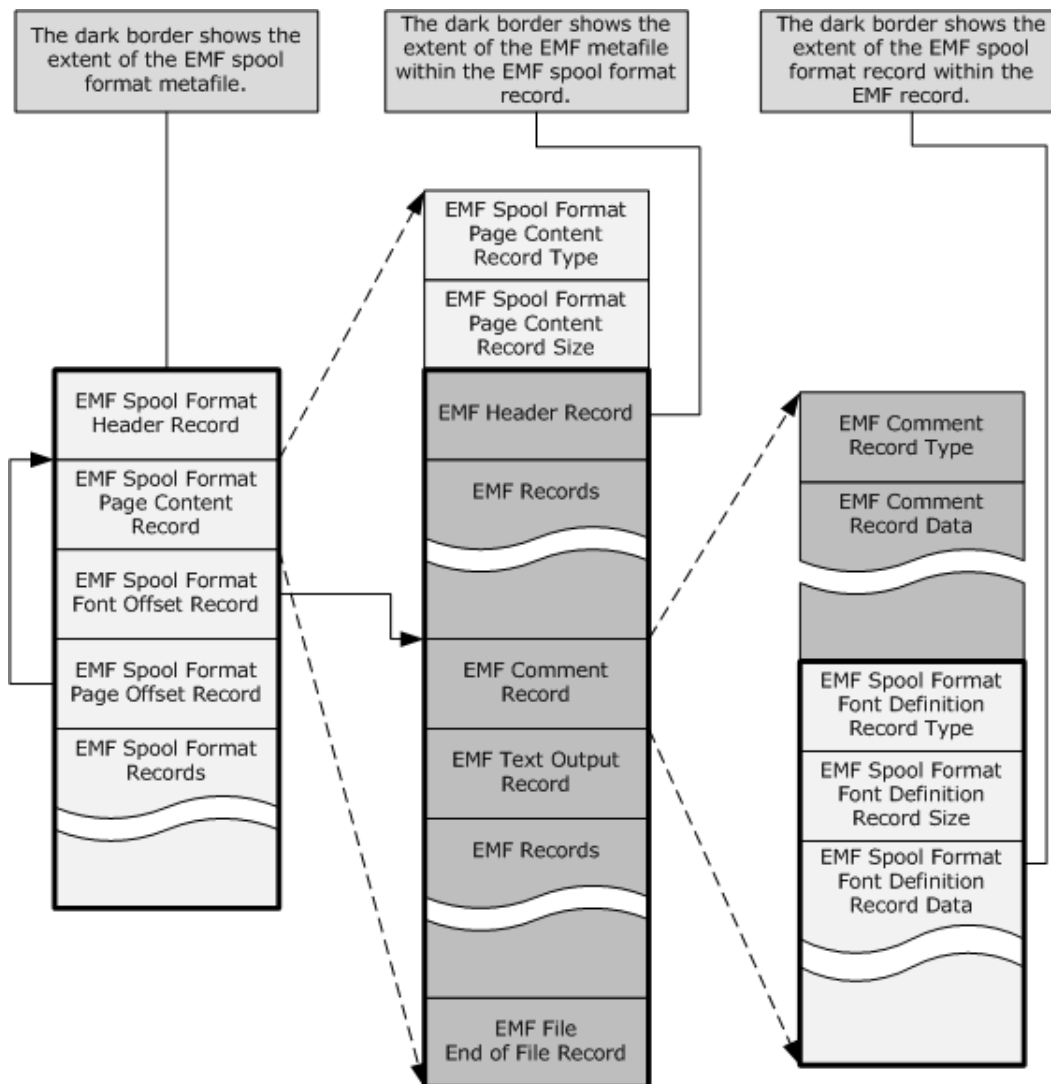 The dark border shows the
extent of the EMF spool
format metafile.
The dark border shows the
extent of the EMF metafile
within the EMF spool format
record.
The dark border shows the
extent of the EMF spool
format record within the
EMF record.
EMF Spool Format
Header Record
EMF Spool Format
Page Content
Record
EMF Spool Format
Font Offset Record
EMF Spool Format
Page Offset Record
EMF Spool Format
Records
EMF Spool Format
Page Content
Record Type
EMF Spool Format
Page Content
Record Size
EMF Header Record
EMF Records
EMF Comment
Record
EMF Text Output
Record
EMF Records
EMF File
End of File Record
EMF Comment
Record Type
EMF Comment
Record Data
EMF Spool Format
Font Definition
Record Type
EMF Spool Format
Font Definition
Record Size
EMF Spool Format
Font Definition
Record Data